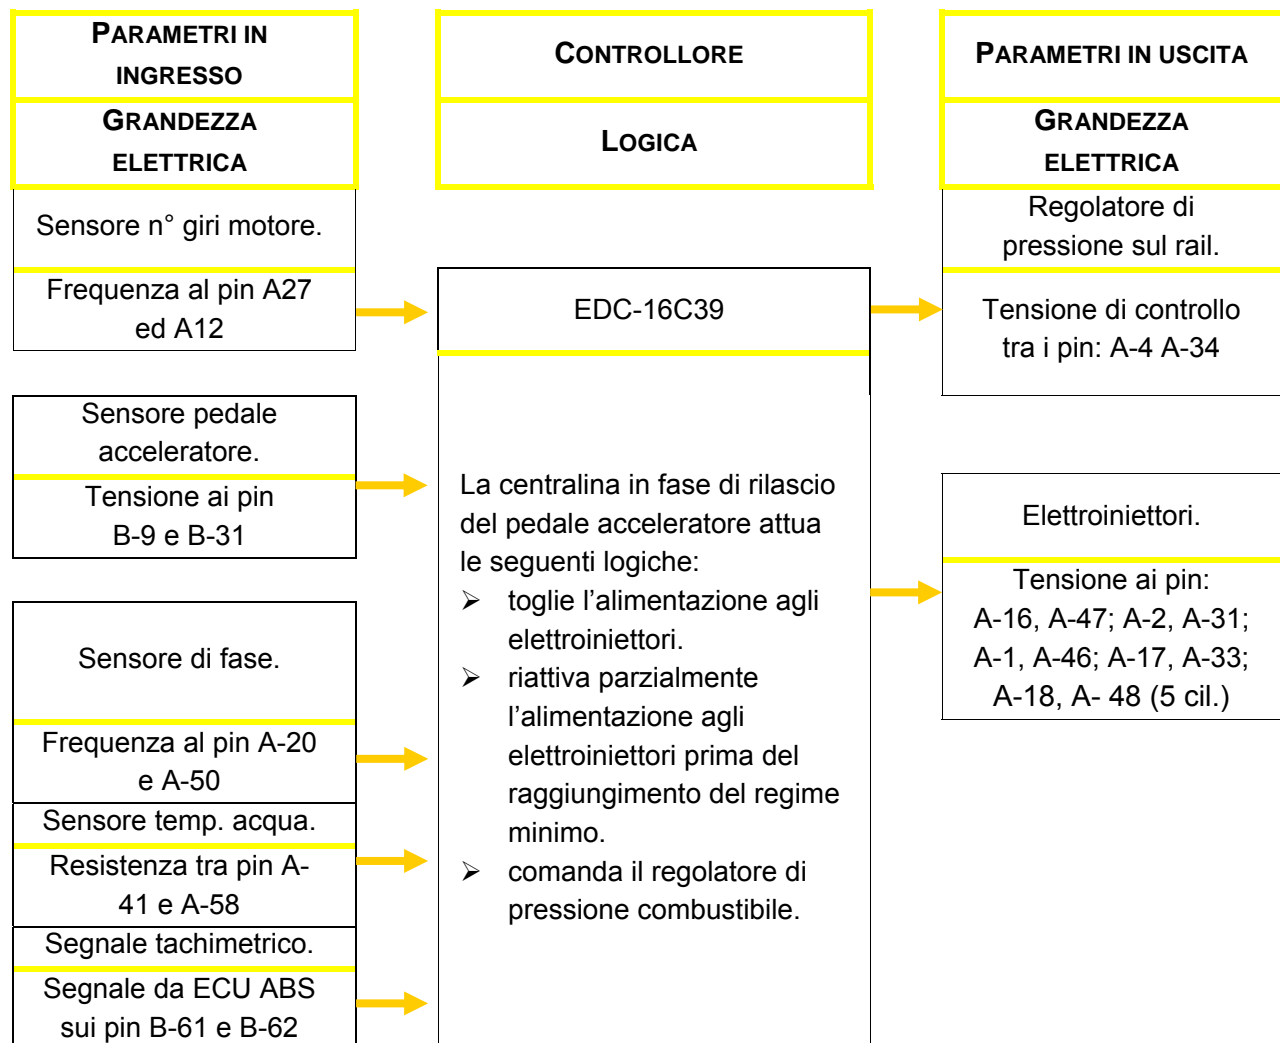 PARAMETRI IN
INGRESSO
GRANDEZZA
ELETTRICA
Sensore n° giri motore.
Frequenza al pin A27
ed A12
Sensore pedale
acceleratore.
Tensione ai pin
B-9 e B-31
Sensore di fase.
Frequenza al pin A-20
e A-50
Sensore temp. acqua.
Resistenza tra pin A-
41 e A-58
Segnale tachimetrico.
Segnale da ECU ABS
sui pin B-61 e B-62
CONTROLLORE
LOGICA
EDC-16C39
La centralina in fase di rilascio
del pedale acceleratore attua
le seguenti logiche:
➢ toglie l’alimentazione agli
elettroiniettori.
➢ riattiva parzialmente
l’alimentazione agli
elettroiniettori prima del
raggiungimento del regime
minimo.
➢ comanda il regolatore di
pressione combustibile.
PARAMETRI IN USCITA
GRANDEZZA
ELETTRICA
Regolatore di
pressione sul rail.
Tensione di controllo
tra i pin: A-4 A-34
Elettroiniettori.
Tensione ai pin:
A-16, A-47; A-2, A-31;
A-1, A-46; A-17, A-33;
A-18, A- 48 (5 cil.)